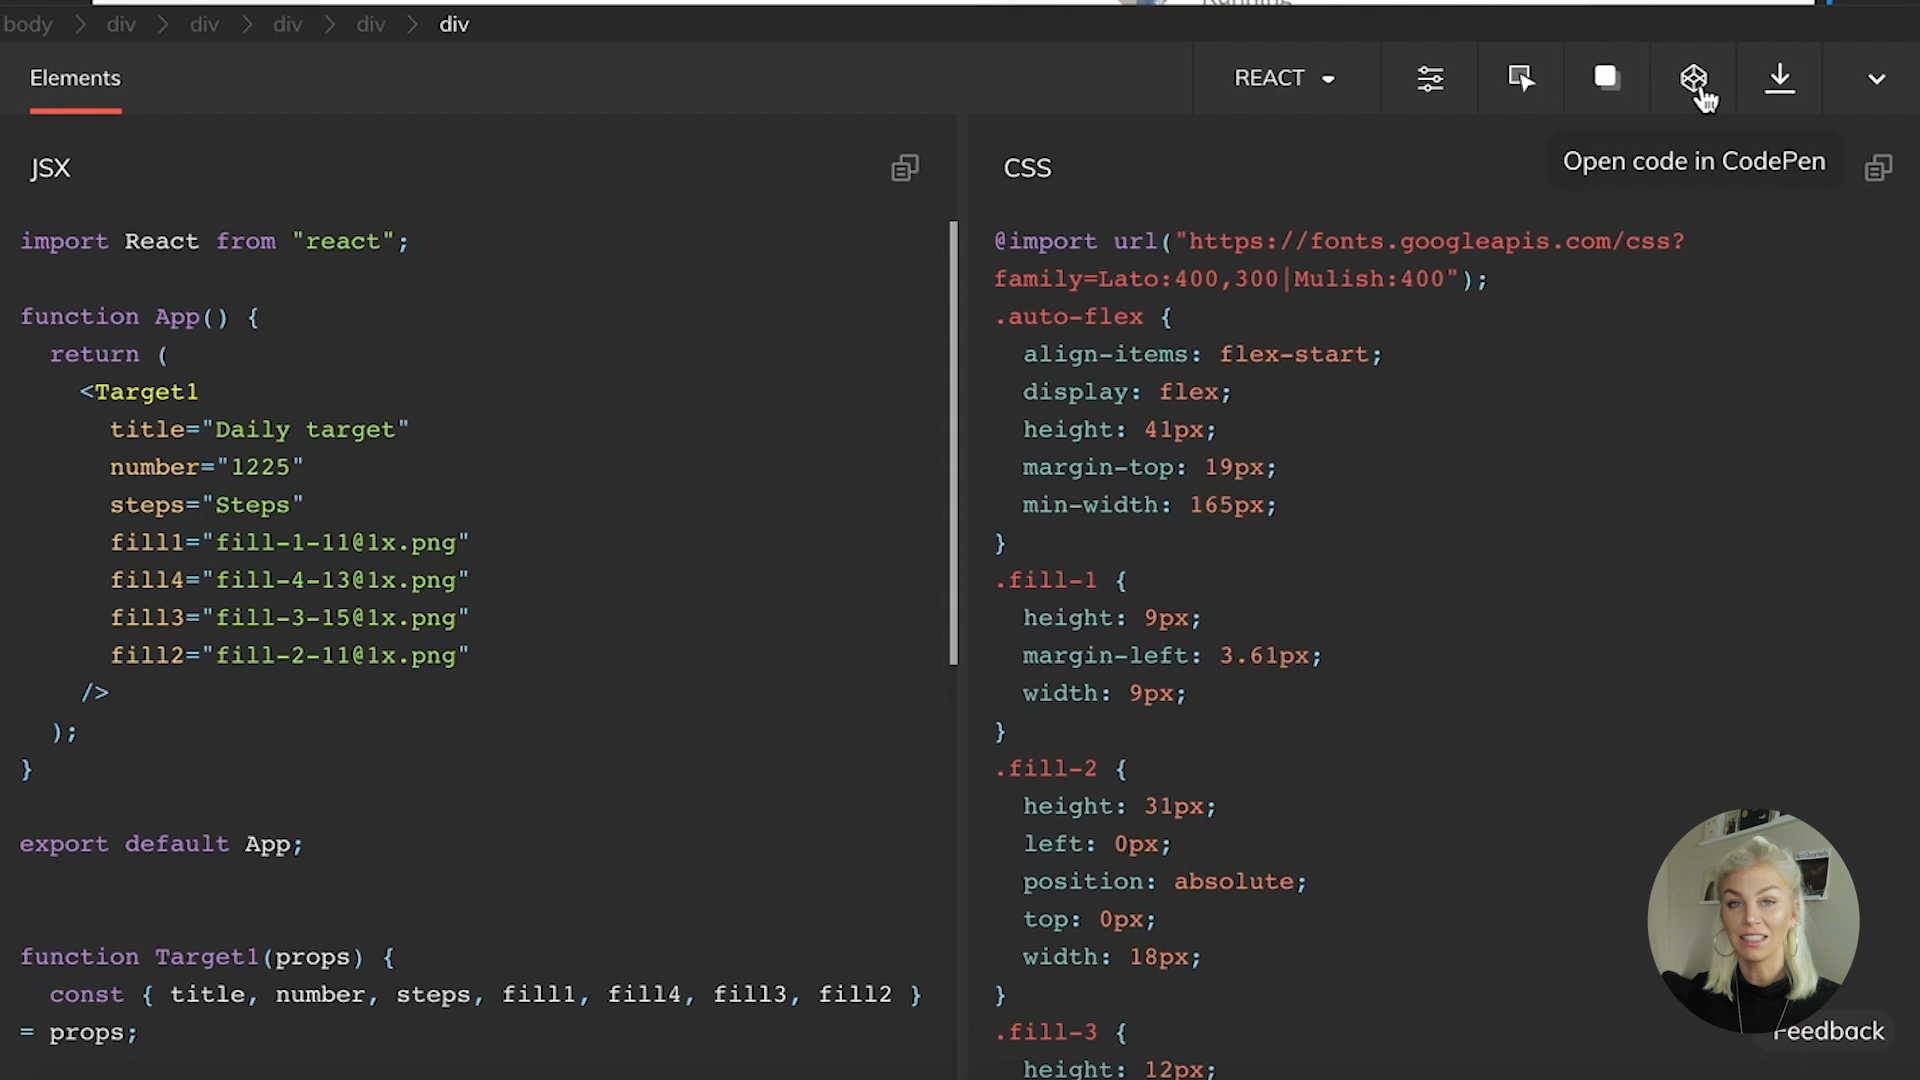 body > div > div > div > div > div
Elements
REACT
JSX
CSS
Open code in CodePen
import React from "react";
function App() {
return (
<Target1
title="Daily target"
number="1225"
steps="Steps"
fill1="fill-1-11@1x.png"
fill4="fill-4-13@1x.png"
fill3="fill-3-15@1x.png"
fill2="fill-2-11@1x.png"
/>
);
}
export default App;
function Target1(props) {
const { title, number, steps, fill1, fill4, fill3, fill2 }
= props;
@import url("https://fonts.googleapis.com/css?
family=Lato:400,300|Mulish:400");
.auto-flex {
align-items: flex-start;
display: flex;
height: 41px;
margin-top: 19px;
min-width: 165px;
}
.fill-1 {
height: 9px;
margin-left: 3.61px;
width: 9px;
}
.fill-2 {
height: 31px;
left: 0px;
position: absolute;
top: 0px;
width: 18px;
}
.fill-3 {
height: 12px;
Feedback